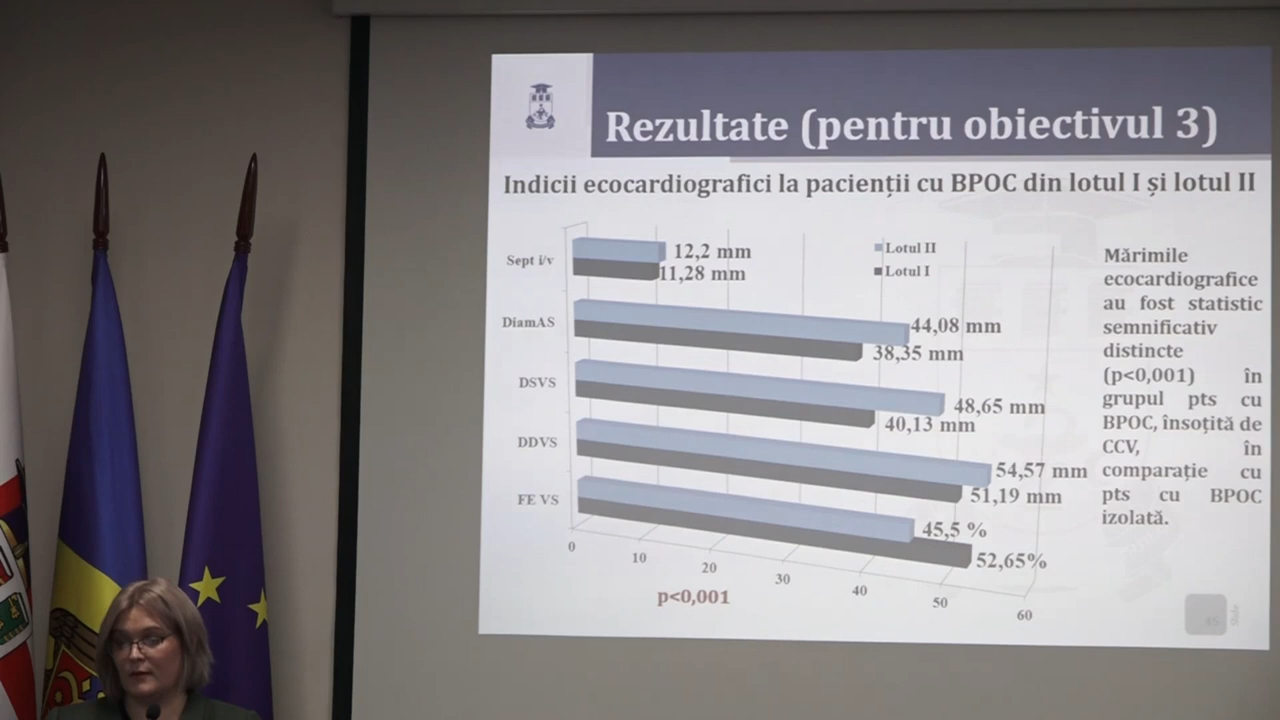 Rezultate (pentru obiectivul 3)
Indicii ecocardiografici la pacienții cu BPOC din lotul I și lotul II
Sept i/v
12,2 mm
11,28 mm
Lotul II
Lotul I
DiamAS
44,08 mm
38,35 mm
DSVS
48,65 mm
40,13 mm
DDVS
54,57 mm
51,19 mm
FE VS
45,5 %
52,65%
0
10
20
30
40
50
60
p<0,001
Mărimile
ecocardiografice
au fost statistic
semnificativ
distincte
(p<0,001) în
grupul pts cu
BPOC, însoțită de
CCV, în
comparație cu
pts cu BPOC
izolată.
Slide